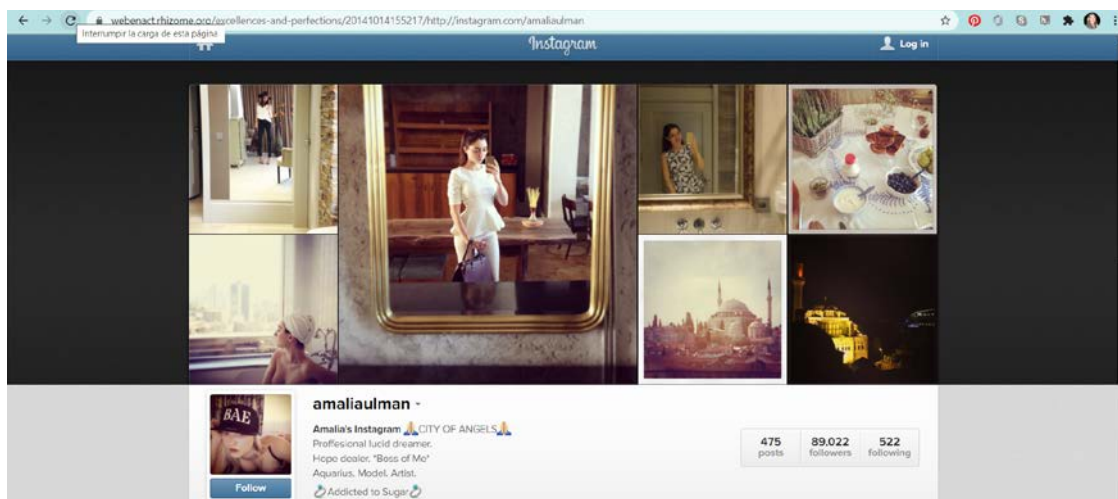 webenact.rhizome.org/excellences-and-perfections/20141014155217/http://instagram.com/amaliaulman
Interrumpir la carga de esta página
Instagram
Log in
BAE
amaliaulman
Amalia's Instagram 🙏CITY OF ANGELS🙏
Proffesional lucid dreamer.
Hope dealer. "Boss of Me"
Aquarius. Model. Artist.
💍Addicted to Sugar💍
475 posts
89,022 followers
522 following
Follow